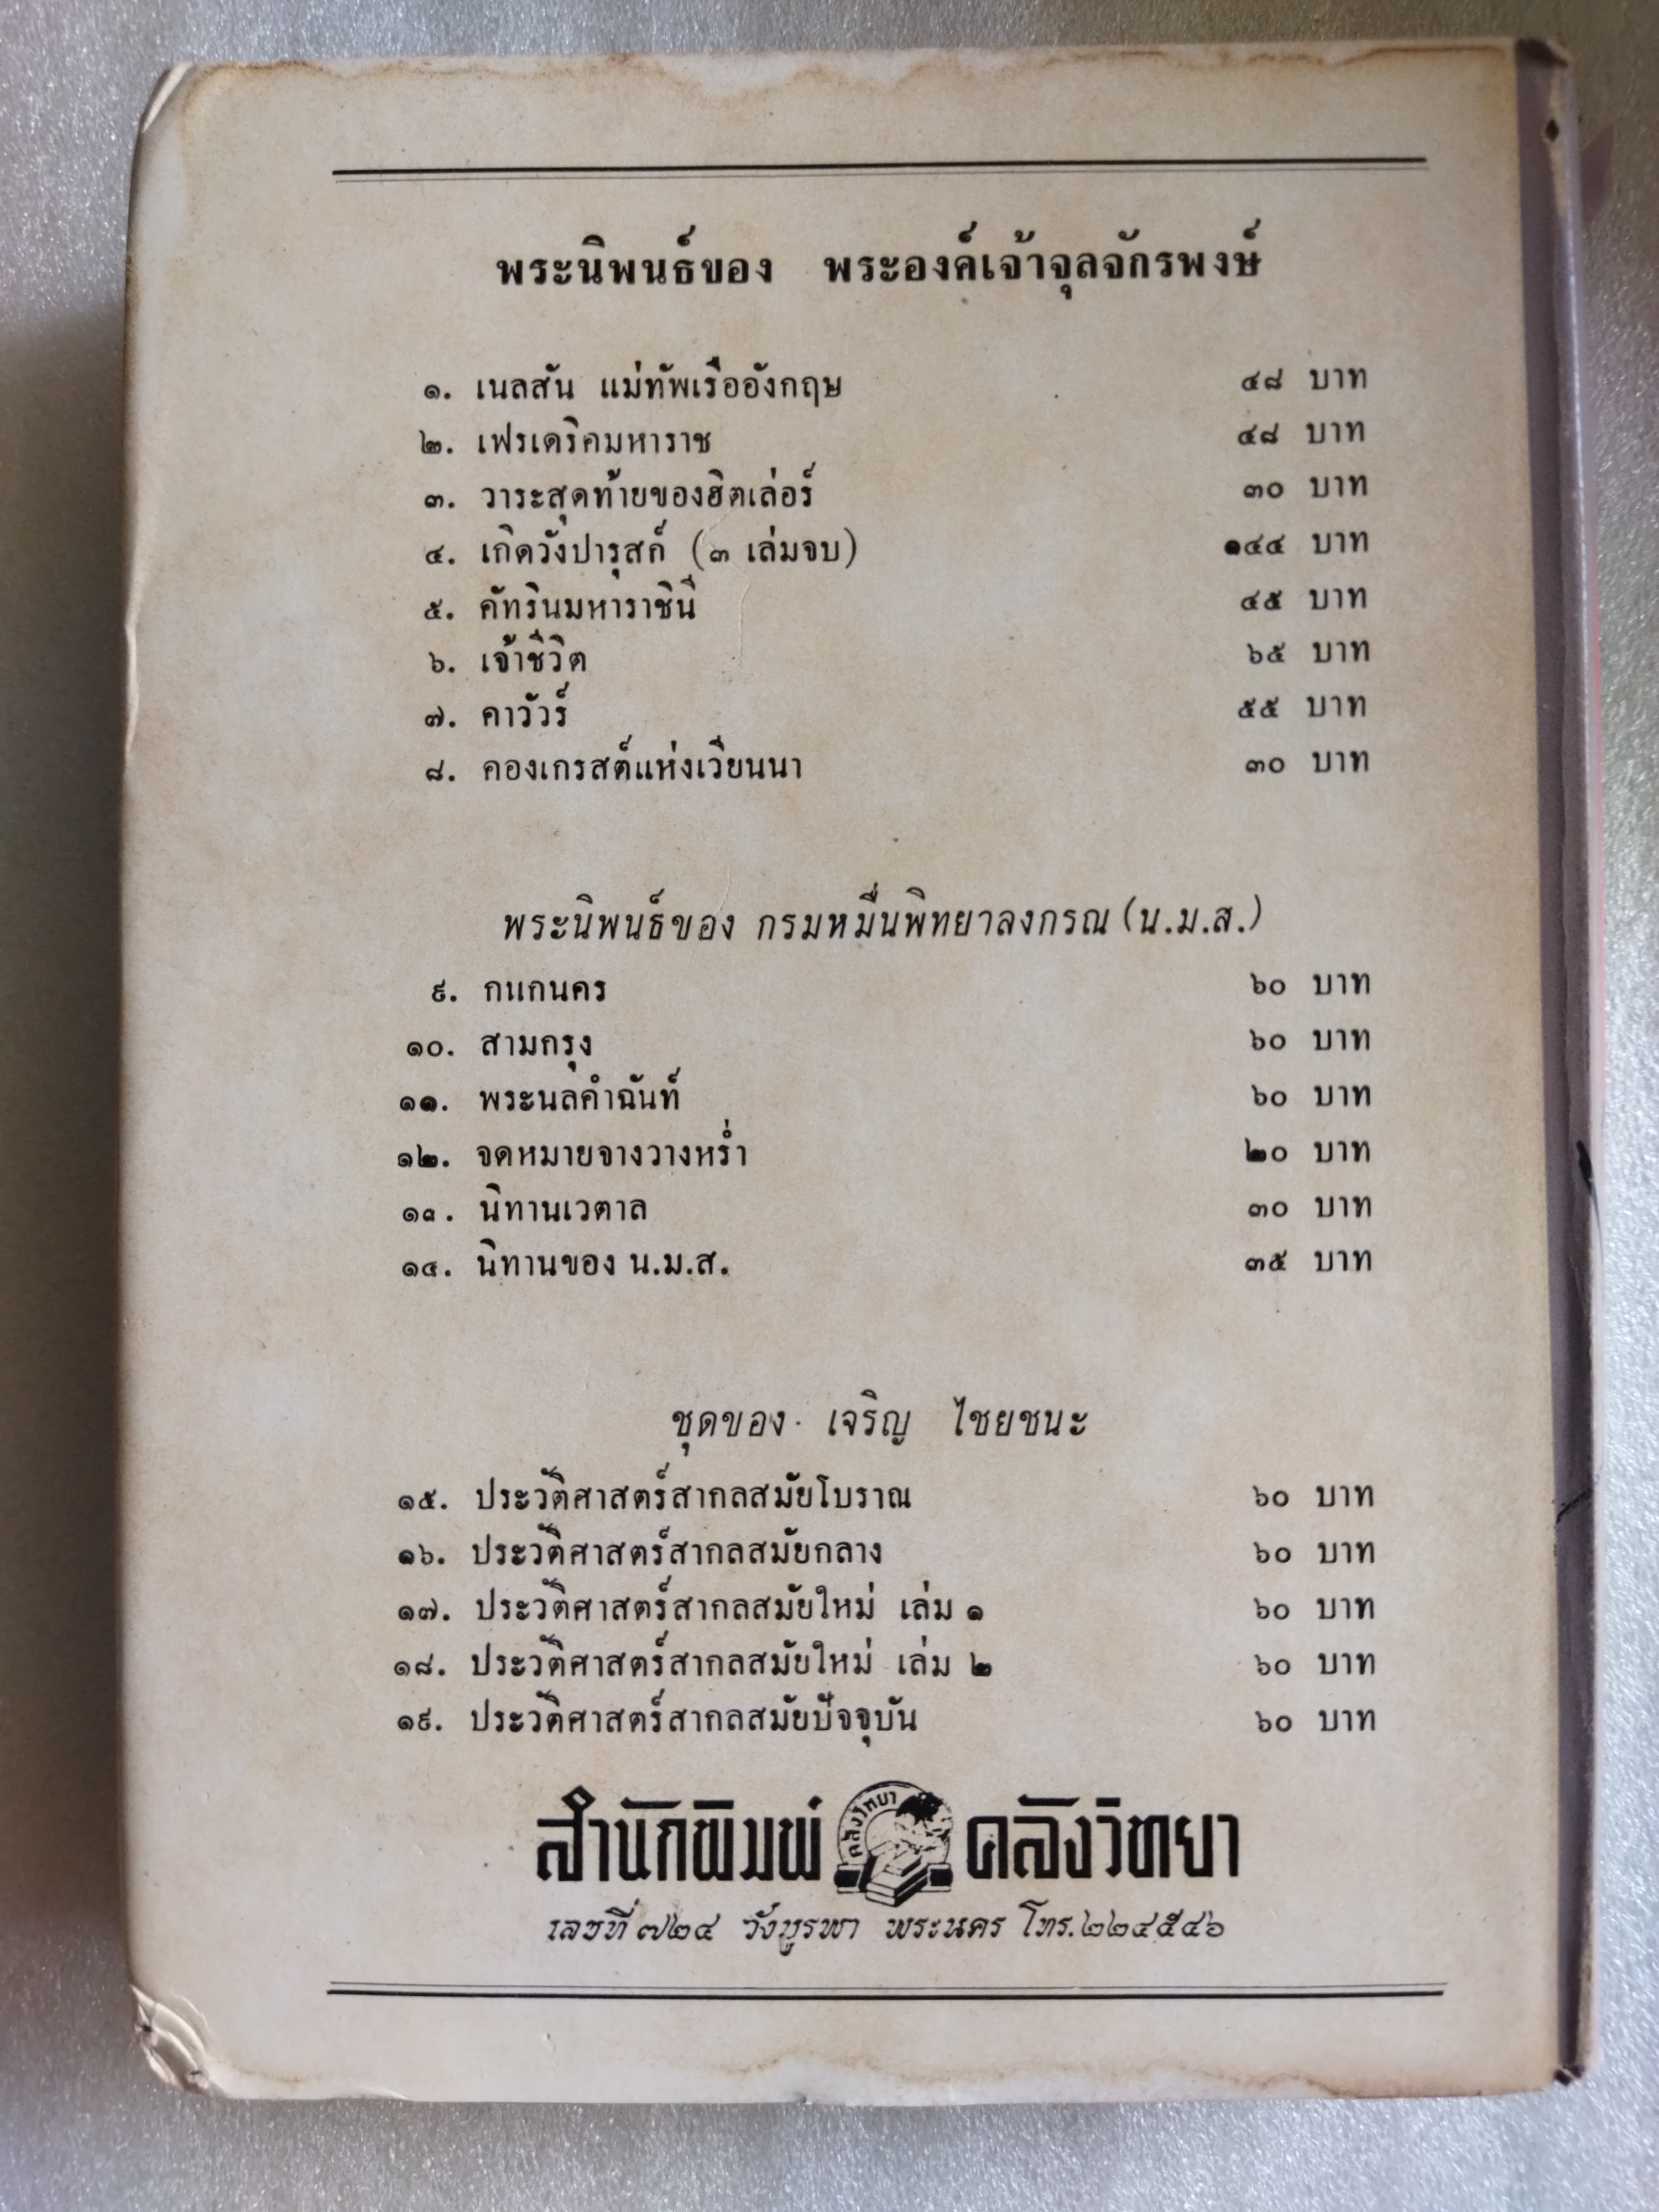 พระนิพนธ์ของ พระองค์เจ้าจุลจักรพงษ์
๑. เนลสัน แม่ทัพเรืออังกฤษ ๔๘ บาท
๒. เฟรเดริคมหาราช ๔๘ บาท
๓. วาระสุดท้ายของฮิตเล่อร์ ๓๐ บาท
๔. เกิดวังปารุสก์ (๓ เล่มจบ) ๑๔๔ บาท
๕. คัทรินมหาราชินี ๔๕ บาท
๖. เจ้าชีวิต ๖๕ บาท
๗. คาวัวร์ ๕๕ บาท
๘. คองเกรสต์แห่งเวียนนา ๓๐ บาท
พระนิพนธ์ของ กรมหมื่นพิทยาลงกรณ (น.ม.ส.)
๙. กนกนคร ๖๐ บาท
๑๐. สามกรุง ๖๐ บาท
๑๑. พระนลคำฉันท์ ๖๐ บาท
๑๒. จดหมายจางวางหร่ำ ๒๐ บาท
๑๓. นิทานเวตาล ๓๐ บาท
๑๔. นิทานของ น.ม.ส. ๓๕ บาท
ชุดของ เจริญ ไชยชนะ
๑๕. ประวัติศาสตร์สากลสมัยโบราณ ๖๐ บาท
๑๖. ประวัติศาสตร์สากลสมัยกลาง ๖๐ บาท
๑๗. ประวัติศาสตร์สากลสมัยใหม่ เล่ม ๑ ๖๐ บาท
๑๘. ประวัติศาสตร์สากลสมัยใหม่ เล่ม ๒ ๖๐ บาท
๑๙. ประวัติศาสตร์สากลสมัยปัจจุบัน ๖๐ บาท
สำนักพิมพ์ คลังวิทยา คลังวิทยา
เลขที่ ๗๒๔ วังบูรพา พระนคร โทร.๒๒๔๕๔๖